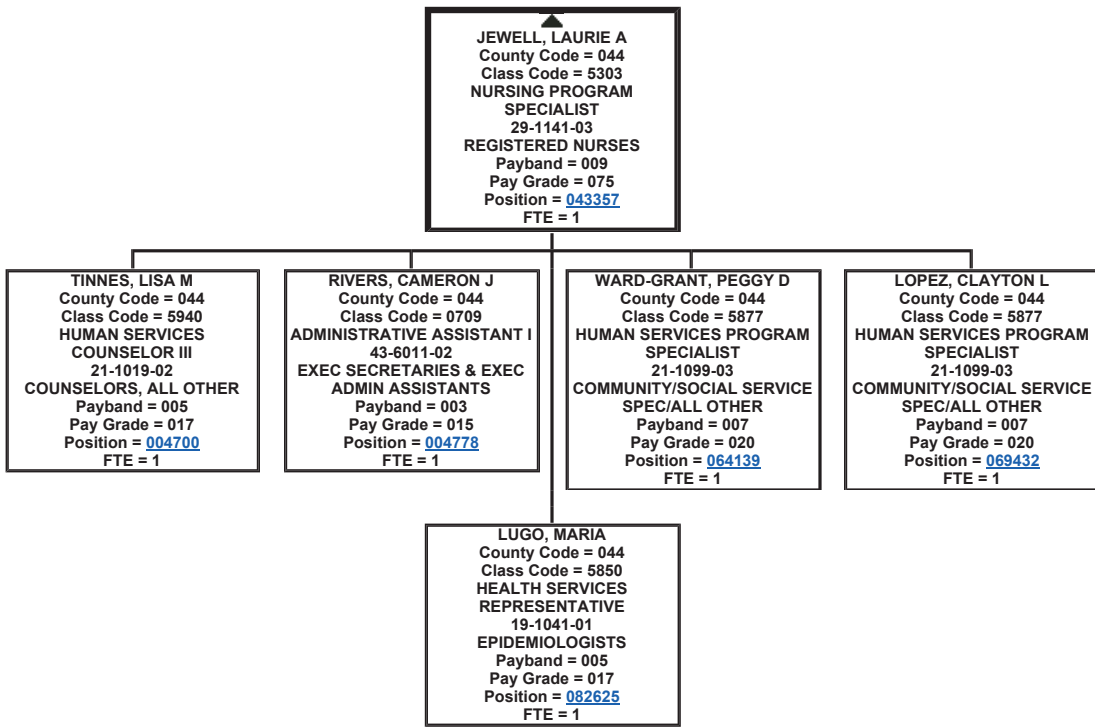 JEWELL, LAURIE A
County Code = 044
Class Code = 5303
NURSING PROGRAM
SPECIALIST
29-1141-03
REGISTERED NURSES
Payband = 009
Pay Grade = 075
Position = 043357
FTE = 1
TINNES, LISA M
County Code = 044
Class Code = 5940
HUMAN SERVICES
COUNSELOR III
21-1019-02
COUNSELORS, ALL OTHER
Payband = 005
Pay Grade = 017
Position = 004700
FTE = 1
RIVERS, CAMERON J
County Code = 044
Class Code = 0709
ADMINISTRATIVE ASSISTANT I
43-6011-02
EXEC SECRETARIES & EXEC
ADMIN ASSISTANTS
Payband = 003
Pay Grade = 015
Position = 004778
FTE = 1
WARD-GRANT, PEGGY D
County Code = 044
Class Code = 5877
HUMAN SERVICES PROGRAM
SPECIALIST
21-1099-03
COMMUNITY/SOCIAL SERVICE
SPEC/ALL OTHER
Payband = 007
Pay Grade = 020
Position = 064139
FTE = 1
LOPEZ, CLAYTON L
County Code = 044
Class Code = 5877
HUMAN SERVICES PROGRAM
SPECIALIST
21-1099-03
COMMUNITY/SOCIAL SERVICE
SPEC/ALL OTHER
Payband = 007
Pay Grade = 020
Position = 069432
FTE = 1
LUGO, MARIA
County Code = 044
Class Code = 5850
HEALTH SERVICES
REPRESENTATIVE
19-1041-01
EPIDEMIOLOGISTS
Payband = 005
Pay Grade = 017
Position = 082625
FTE = 1